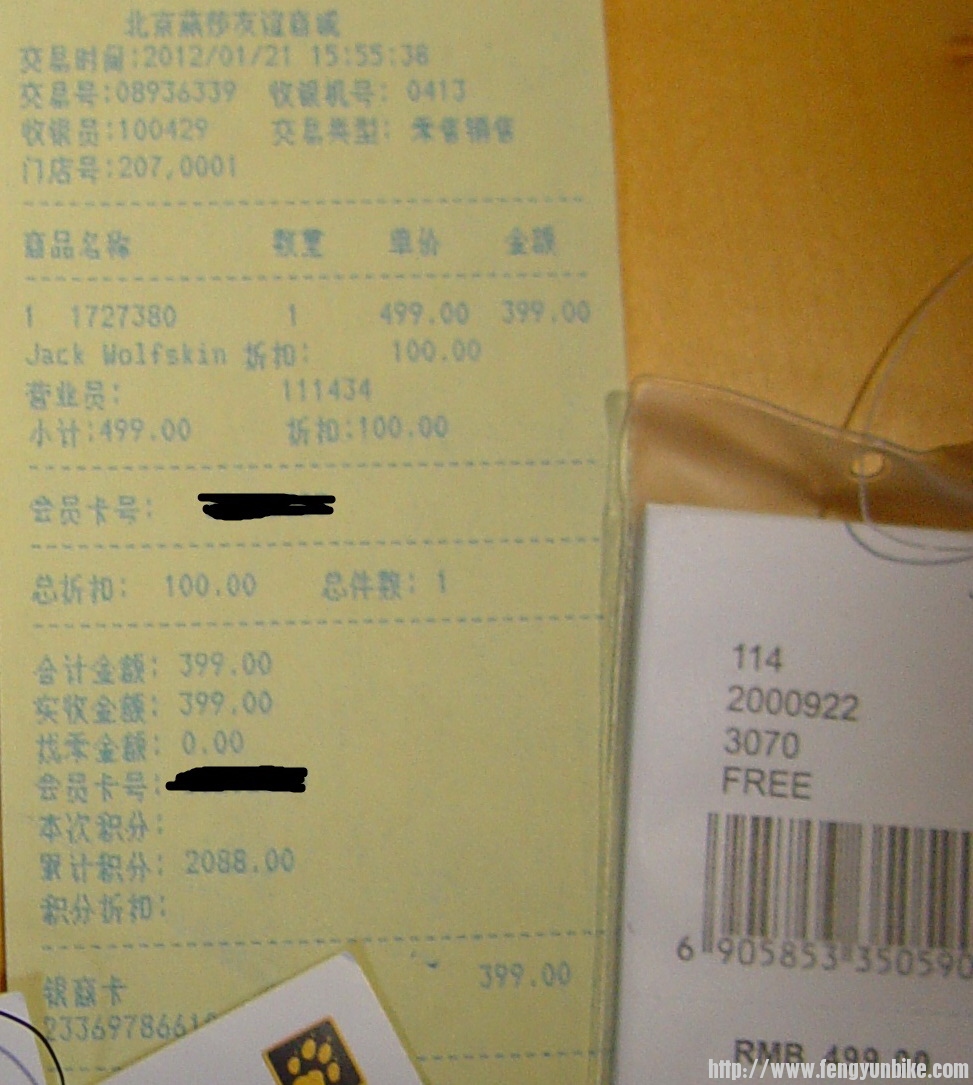 北京燕莎友谊商城
交易时间:2012/01/21 15:55:38
交易号:08936339 收银机号: 0413
收银员:100429 交易类型: 零售销售
门店号:207,0001
商品名称 数量 单价 金额
1 1727380 1 499.00 399.00
Jack Wolfskin 折扣: 100.00
营业员: 111434
小计:499.00 折扣:100.00
会员卡号:
总折扣: 100.00 总件数: 1
合计金额: 399.00
实收金额: 399.00
找零金额: 0.00
会员卡号:
本次积分:
累计积分: 2088.00
积分折扣:
银商卡 399.00
2336978661
114
2000922
3070
FREE
6 905853 350590
RMB 499.00
http://www.fengyunbike.com